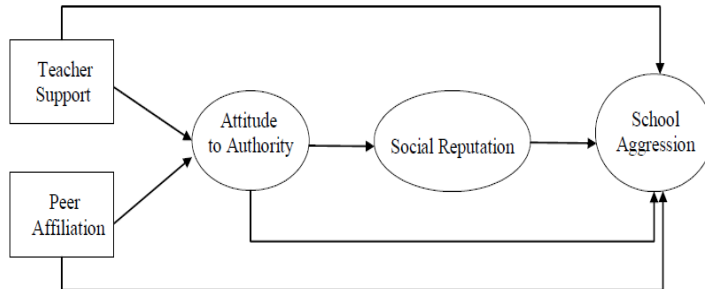 Teacher
Support
Attitude
to Authority
Social Reputation
School
Aggression
Peer
Affiliation